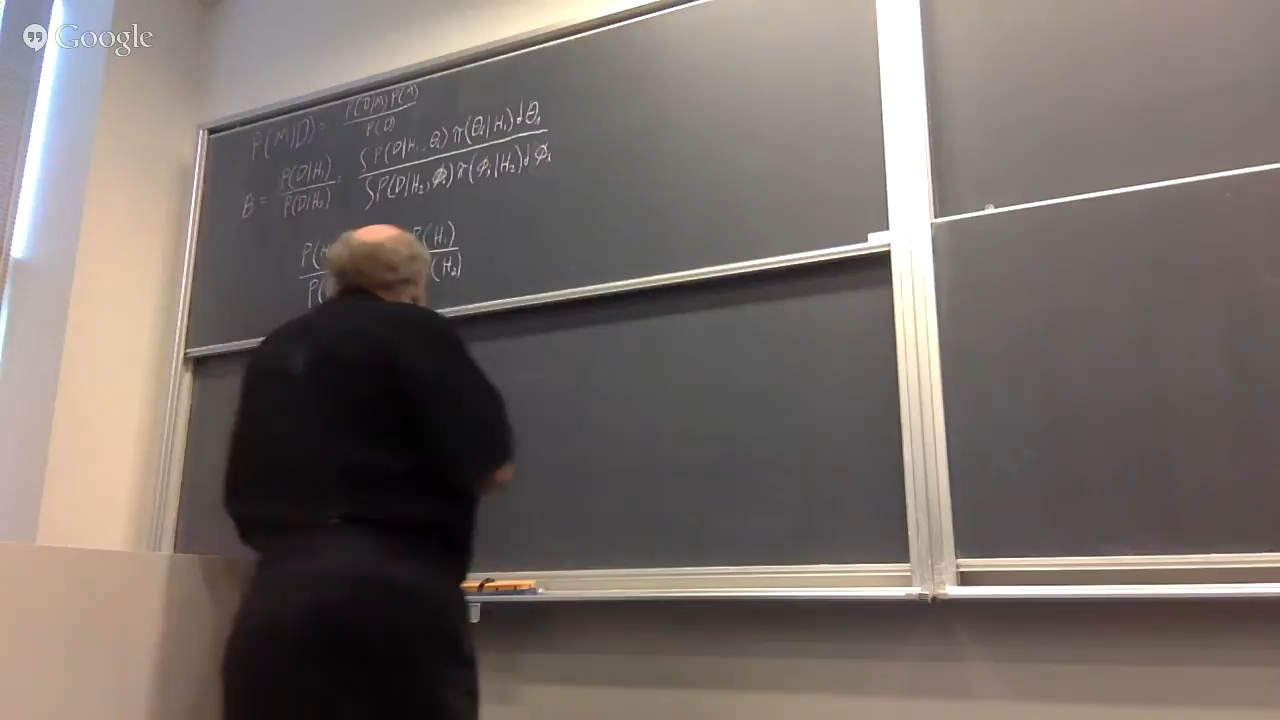 Google
P(M|D) = P(D|M) P(M) / P(D)
B = P(D|H₁) / P(D|H₂) = ∫P(D|H₁, θ₁) π(θ₁|H₁) dθ₁ / ∫P(D|H₂, φ₂) π(φ₂|H₂) dφ₂
P(H₁)
(H₂)